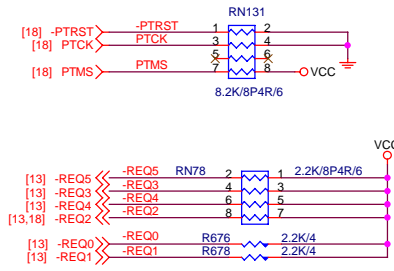 RN131
[18] -PTRST -PTRST 1 2
[18] PTCK PTCK 3 4
5 6
[18] PTMS PTMS 7 8 VCC
8.2K/8P4R/6
VCC
[13] -REQ5 -REQ5 RN78 2 1 2.2K/8P4R/6
[13] -REQ3 -REQ3 4 3
[13] -REQ4 -REQ4 6 5
[13,18] -REQ2 -REQ2 8 7
[13] -REQ0 -REQ0 R676 2.2K/4
[13] -REQ1 -REQ1 R678 2.2K/4